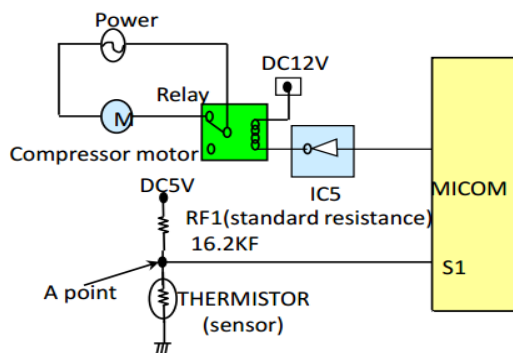 Power
DC12V
Relay
M
Compressor motor
IC5
MICOM
DC5V
RF1(standard resistance)
16.2KF
S1
A point
THERMISTOR
(sensor)